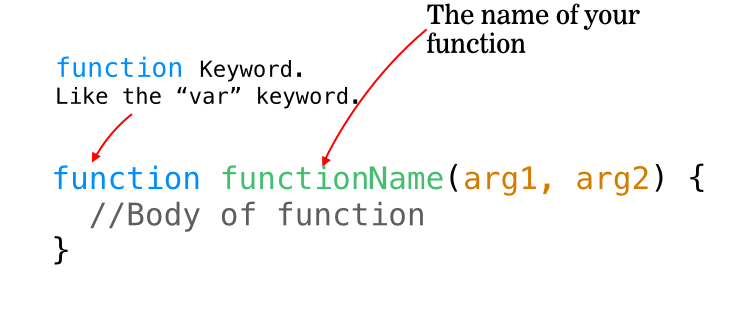 The name of your
function
function Keyword.
Like the “var” keyword.
function functionName(arg1, arg2) {
//Body of function
}